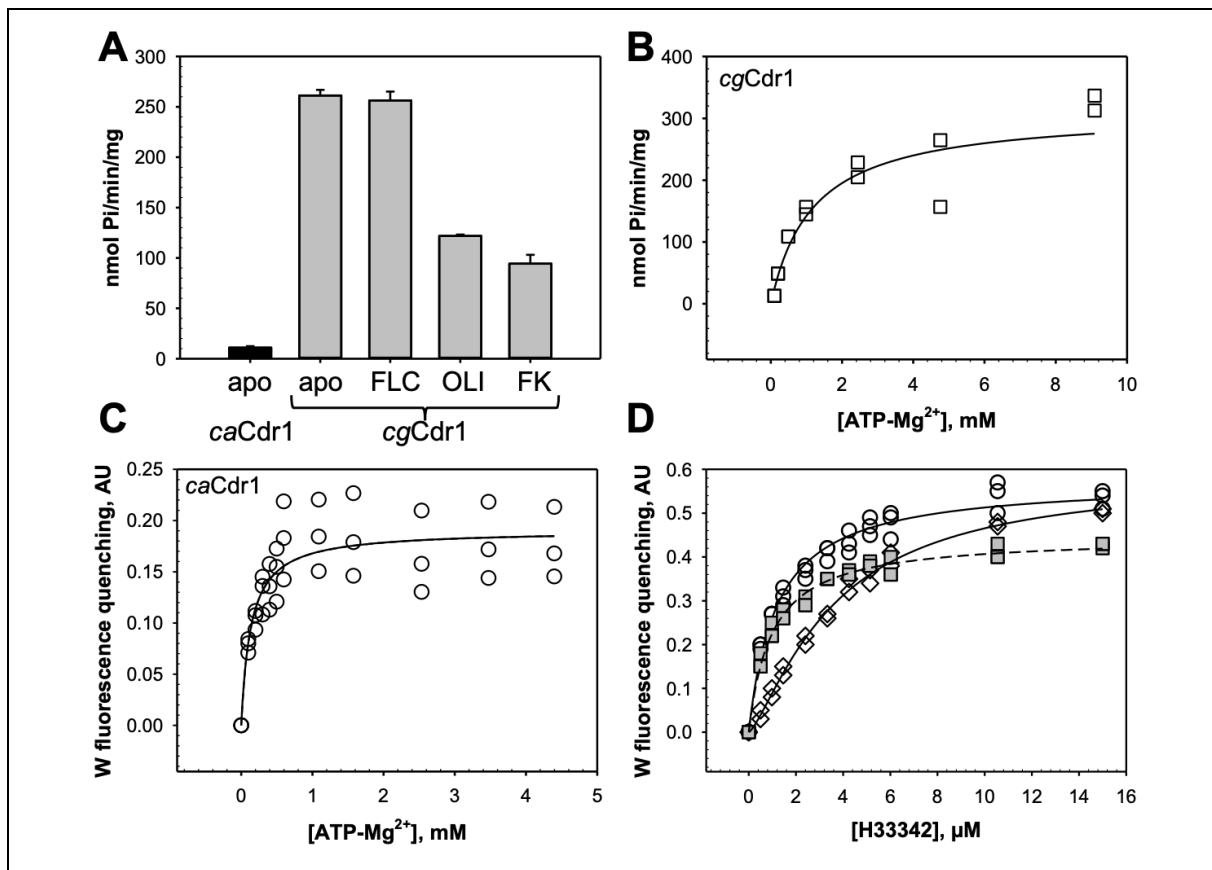 A
300
250
200
150
100
50
0
nmol Pi/min/mg
apo apo FLC OLI FK
caCdr1 cgCdr1
B
cgCdr1
400
300
200
100
0
nmol Pi/min/mg
0 2 4 6 8 10
[ATP-Mg²⁺], mM
C
caCdr1
0.25
0.20
0.15
0.10
0.05
0.00
W fluorescence quenching, AU
0 1 2 3 4 5
[ATP-Mg²⁺], mM
D
0.6
0.5
0.4
0.3
0.2
0.1
0.0
W fluorescence quenching, AU
0 2 4 6 8 10 12 14 16
[H33342], µM